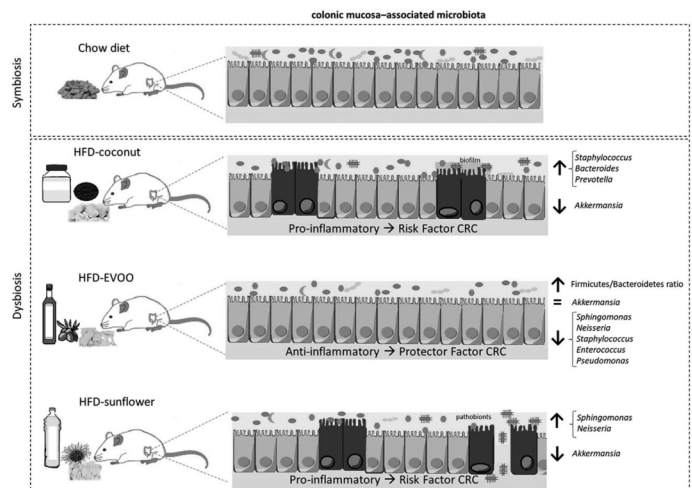 colonic mucosa–associated microbiota
Symbiosis
Chow diet
Dysbiosis
HFD-coconut
biofilm
Pro-inflammatory → Risk Factor CRC
↑ Staphylococcus
Bacteroides
Prevotella
↓ Akkermansia
HFD-EVOO
Anti-inflammatory → Protector Factor CRC
↑ Firmicutes/Bacteroidetes ratio
= Akkermansia
↓ Sphingomonas
Neisseria
Staphylococcus
Enterococcus
Pseudomonas
HFD-sunflower
pathobionts
Pro-inflammatory → Risk Factor CRC
↑ Sphingomonas
Neisseria
↓ Akkermansia